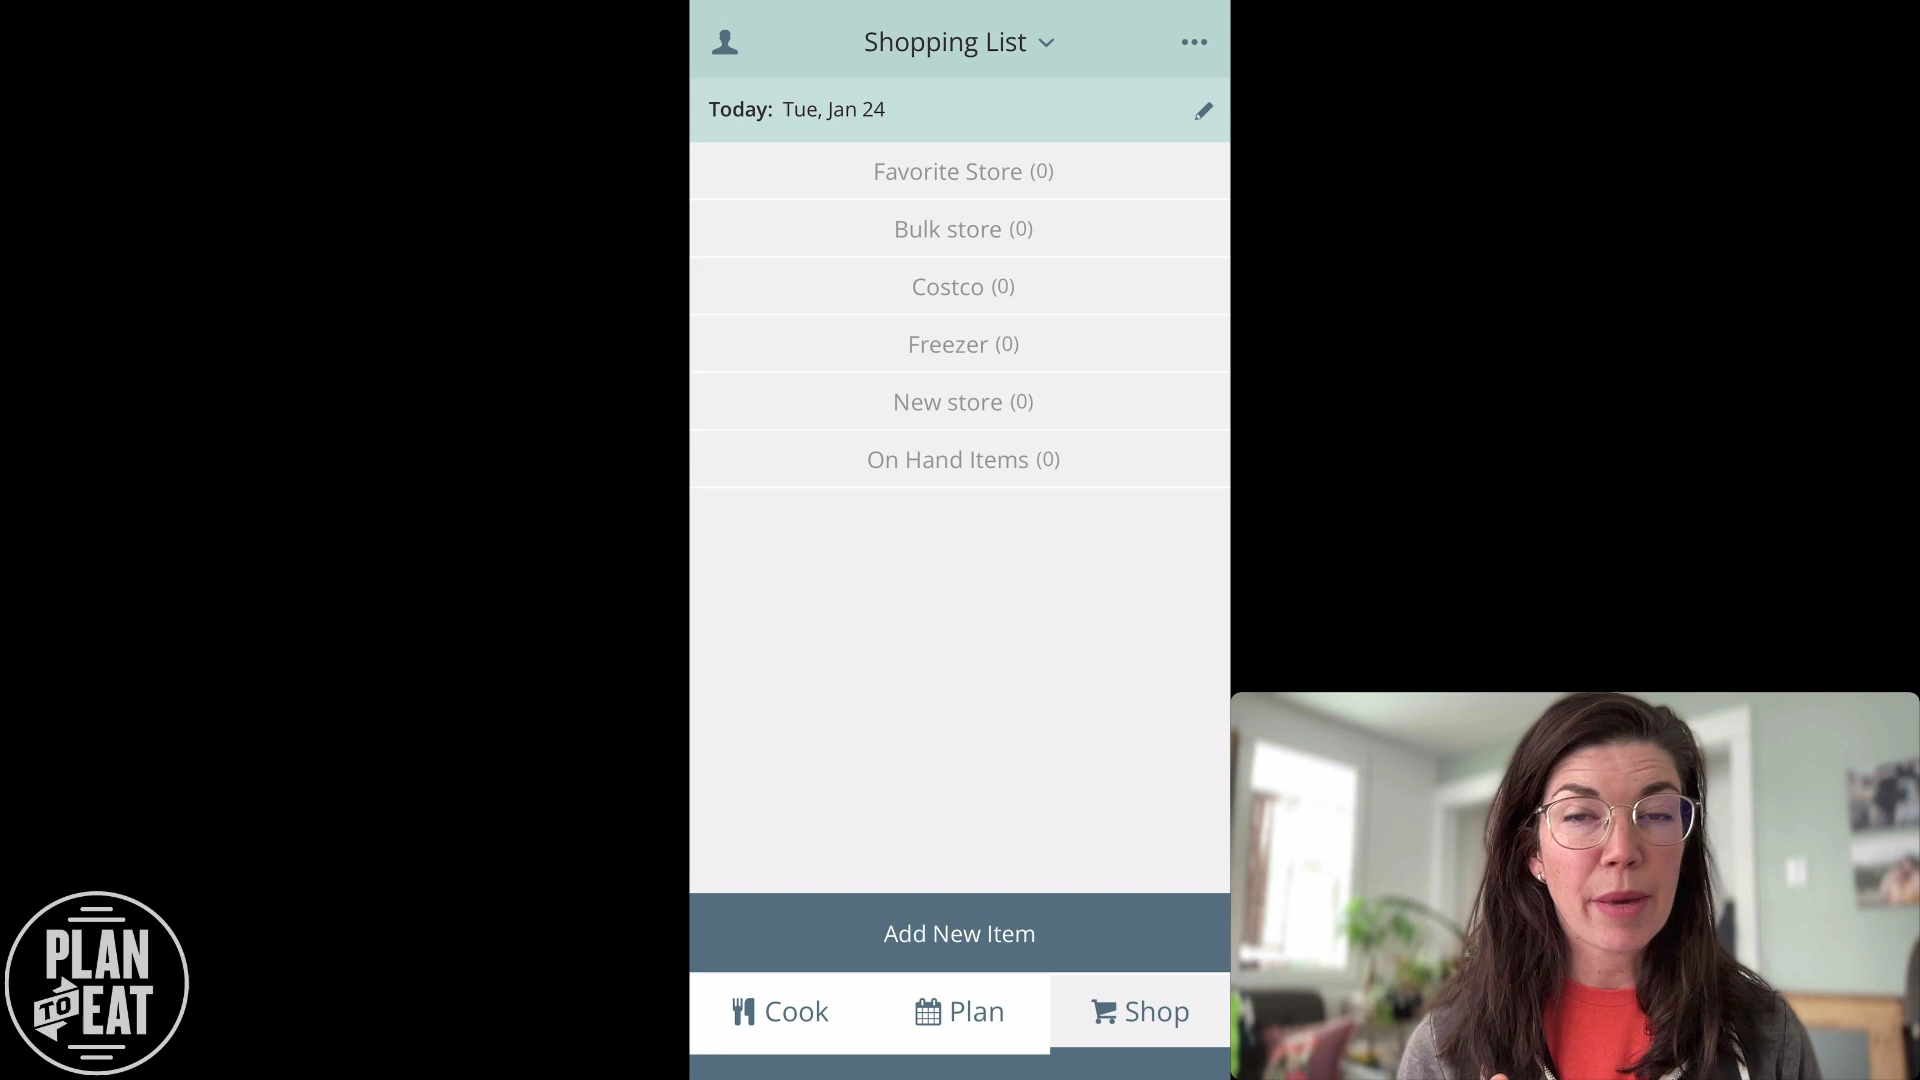 Shopping List
Today: Tue, Jan 24
Favorite Store (0)
Bulk store (0)
Costco (0)
Freezer (0)
New store (0)
On Hand Items (0)
Add New Item
Cook
Plan
Shop
PLAN
TO
EAT